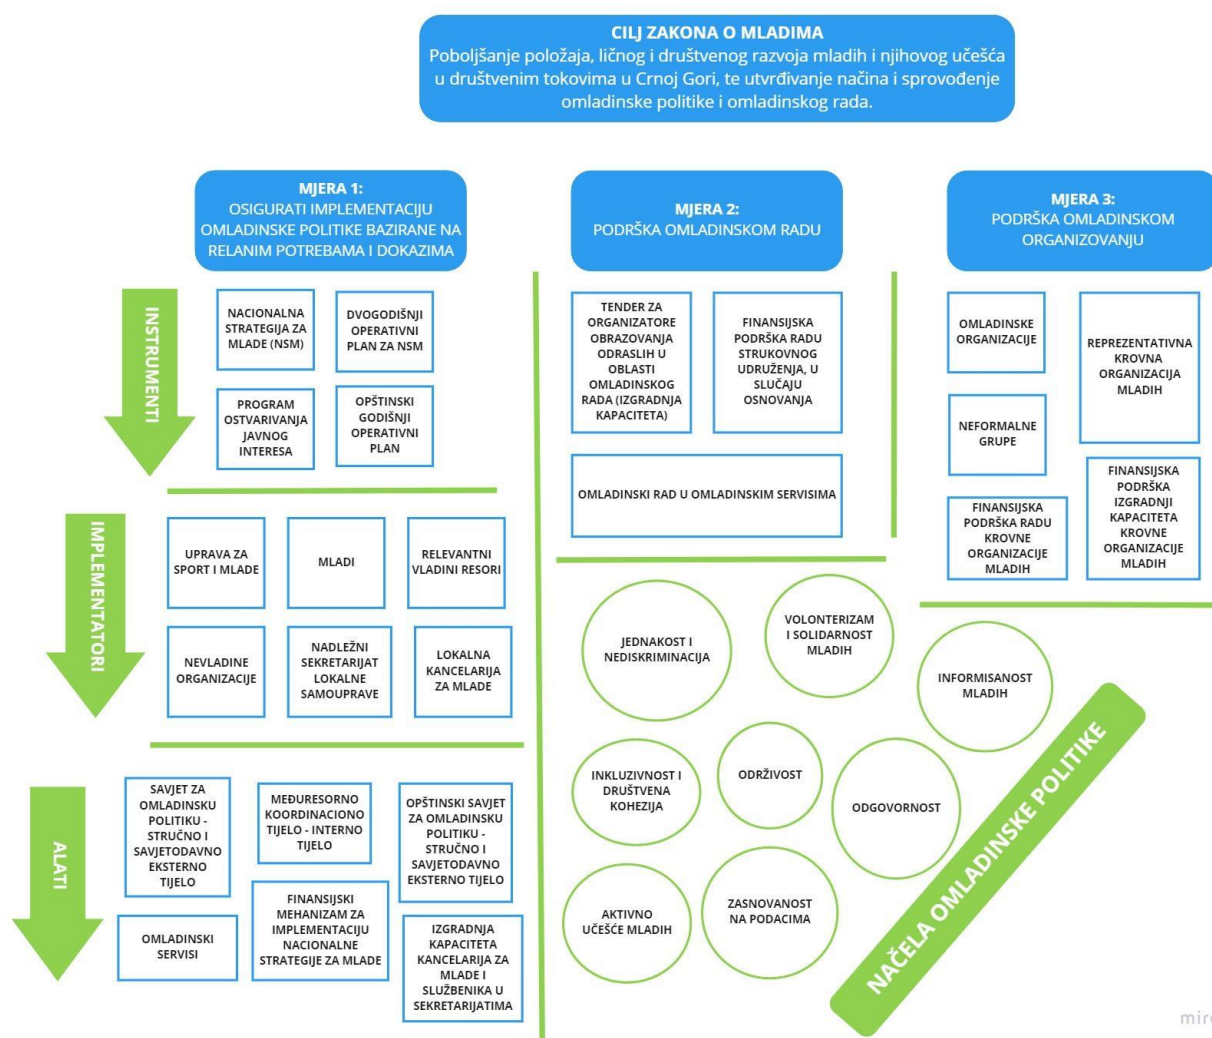 CILJ ZAKONA O MLADIMA
Poboljšanje položaja, ličnog i društvenog razvoja mladih i njihovog učešća
u društvenim tokovima u Crnoj Gori, te utvrđivanje načina i sprovođenje
omladinske politike i omladinskog rada.
MJERA 1:
OSIGURATI IMPLEMENTACIJU
OMLADINSKE POLITIKE BAZIRANE NA
RELANIM POTREBAMA I DOKAZIMA
MJERA 2:
PODRŠKA OMLADINSKOM RADU
MJERA 3:
PODRŠKA OMLADINSKOM
ORGANIZOVANJU
INSTRUMENTI
NACIONALNA
STRATEGIJA ZA
MLADE (NSM)
DVOGODIŠNJI
OPERATIVNI
PLAN ZA NSM
PROGRAM
OSTVARIVANJA
JAVNOG
INTERESA
OPŠTINSKI
GODIŠNJI
OPERATIVNI
PLAN
TENDER ZA
ORGANIZATORE
OBRAZOVANJA
ODRASLIH U
OBLASTI
OMLADINSKOG
RADA (IZGRADNJA
KAPACITETA)
FINANSIJSKA
PODRŠKA RADU
STRUKOVNOG
UDRUŽENJA, U
SLUČAJU
OSNOVANJA
OMLADINSKI RAD U OMLADINSKIM SERVISIMA
OMLADINSKE
ORGANIZACIJE
REPREZENTATIVNA
KROVNA
ORGANIZACIJA
MLADIH
NEFORMALNE
GRUPE
FINANSIJSKA
PODRŠKA
IZGRADNJI
KAPACITETA
KROVNE
ORGANIZACIJE
MLADIH
FINANSIJSKA
PODRŠKA RADU
KROVNE
ORGANIZACIJE
MLADIH
IMPLEMENTATORI
UPRAVA ZA
SPORT I MLADE
MLADI
RELEVANTNI
VLADINI RESORI
NEVLADINE
ORGANIZACIJE
NADLEŽNI
SEKRETARIJAT
LOKALNE
SAMOUPRAVE
LOKALNA
KANCELARIJA
ZA MLADE
ALATI
SAVJET ZA
OMLADINSKU
POLITIKU -
STRUČNO I
SAVJETODAVNO
EKSTERNO
TIJELO
MEĐURESORNO
KOORDINACIONO
TIJELO - INTERNO
TIJELO
OPŠTINSKI SAVJET
ZA OMLADINSKU
POLITIKU -
STRUČNO I
SAVJETODAVNO
EKSTERNO TIJELO
OMLADINSKI
SERVISI
FINANSIJSKI
MEHANIZAM ZA
IMPLEMENTACIJU
NACIONALNE
STRATEGIJE ZA MLADE
IZGRADNJA
KAPACITETA
KANCELARIJA ZA
MLADE I
SLUŽBENIKA U
SEKRETARIJATIMA
JEDNAKOST I
NEDISKRIMINACIJA
VOLONTERIZAM
I SOLIDARNOST
MLADIH
INFORMISANOST
MLADIH
INKLUZIVNOST I
DRUŠTVENA
KOHEZIJA
ODRŽIVOST
ODGOVORNOST
AKTIVNO
UČEŠĆE MLADIH
ZASNOVANOST
NA PODACIMA
NAČELA OMLADINSKE POLITIKE